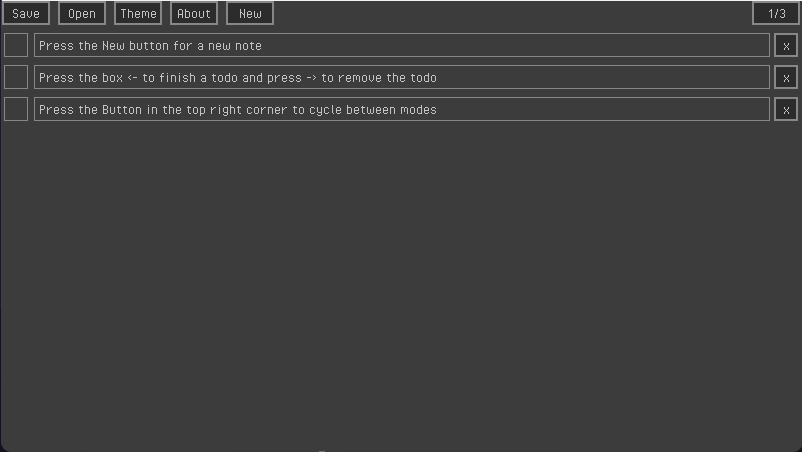 Save Open Theme About New 1/3
Press the New button for a new note x
Press the box <- to finish a todo and press -> to remove the todo x
Press the Button in the top right corner to cycle between modes x